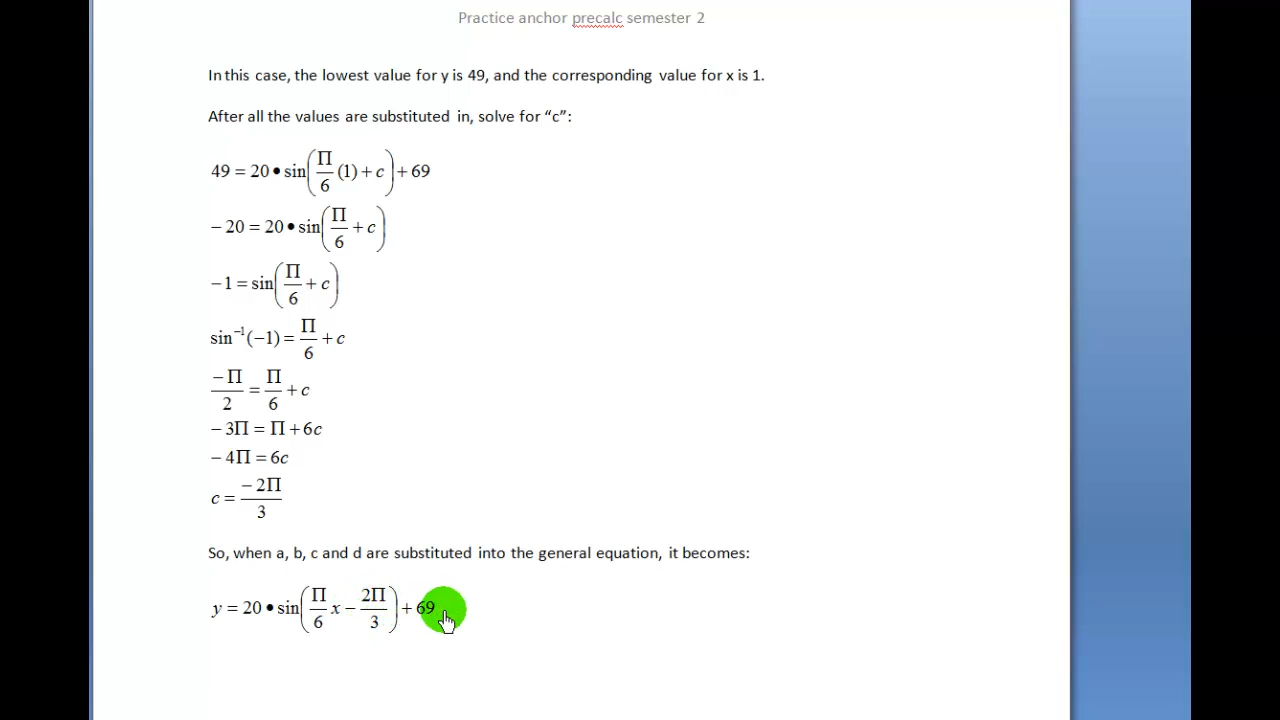 Practice anchor precalc semester 2
In this case, the lowest value for y is 49, and the corresponding value for x is 1.
After all the values are substituted in, solve for “c”:
49 = 20 • sin(Π/6 (1) + c) + 69
− 20 = 20 • sin(Π/6 + c)
− 1 = sin(Π/6 + c)
sin⁻¹(−1) = Π/6 + c
−Π/2 = Π/6 + c
− 3Π = Π + 6c
− 4Π = 6c
c = −2Π/3
So, when a, b, c and d are substituted into the general equation, it becomes:
y = 20 • sin(Π/6 x − 2Π/3) + 69